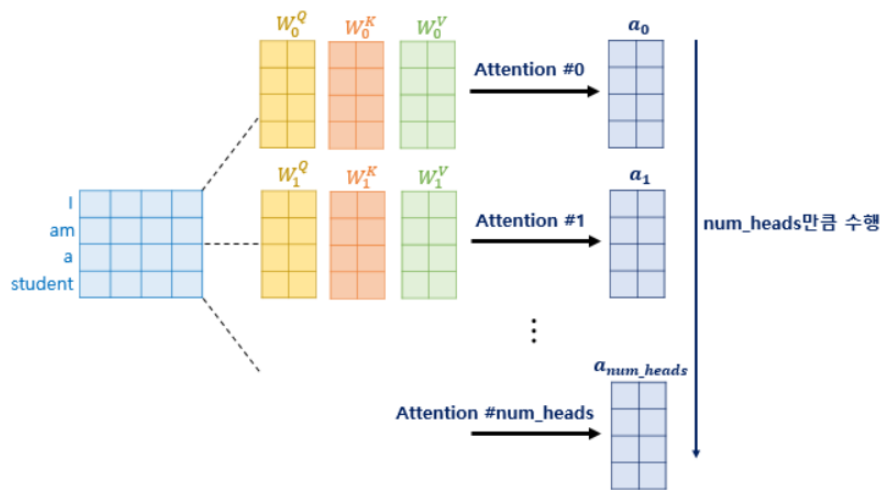 W_0^Q W_0^K W_0^V
Attention #0
a_0
I
am
a
student
W_1^Q W_1^K W_1^V
Attention #1
a_1
num_heads만큼 수행
⋮
a_num_heads
Attention #num_heads